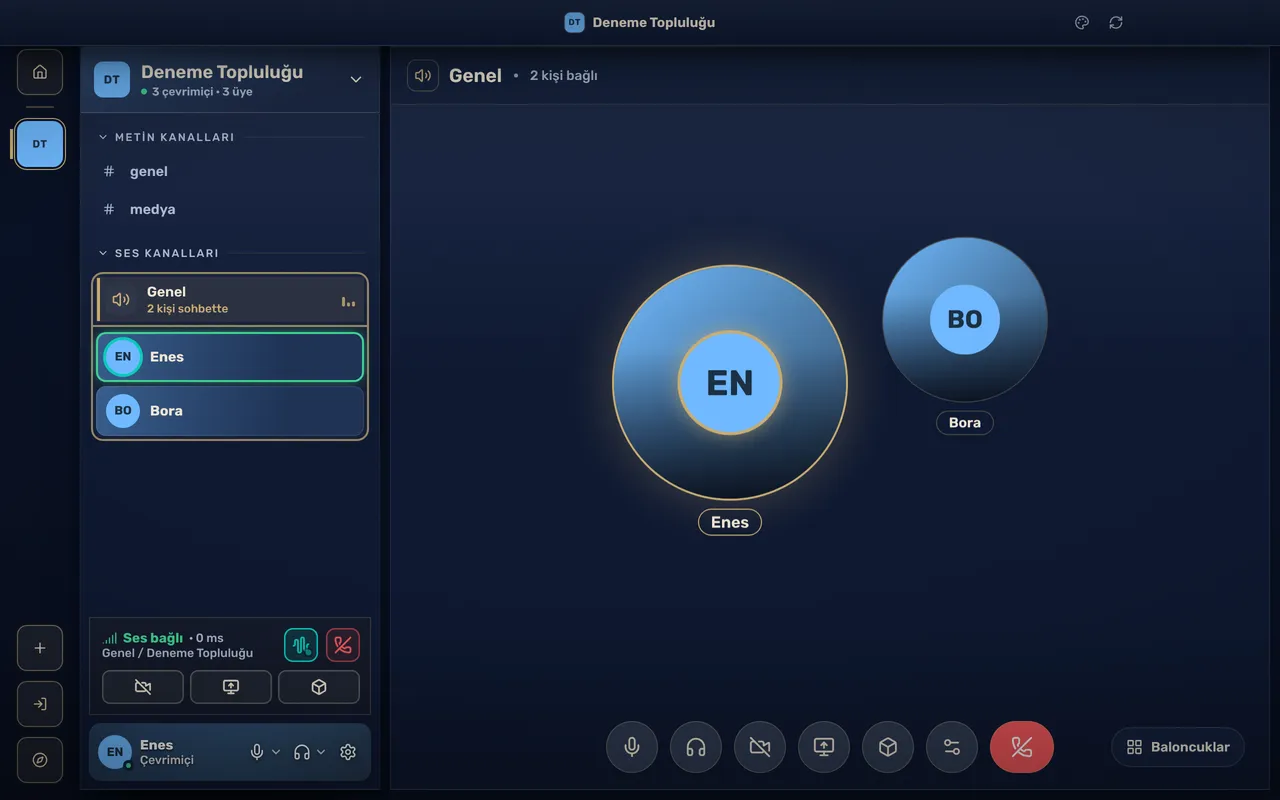 DT Deneme Topluluğu
DT
Deneme Topluluğu
3 çevrimiçi • 3 üye
DT
METİN KANALLARI
# genel
# medya
SES KANALLARI
Genel
2 kişi sohbette
EN Enes
BO Bora
Ses bağlı • 0 ms
Genel / Deneme Topluluğu
EN
Enes
Çevrimiçi
Genel • 2 kişi bağlı
EN
Enes
BO
Bora
Baloncuklar